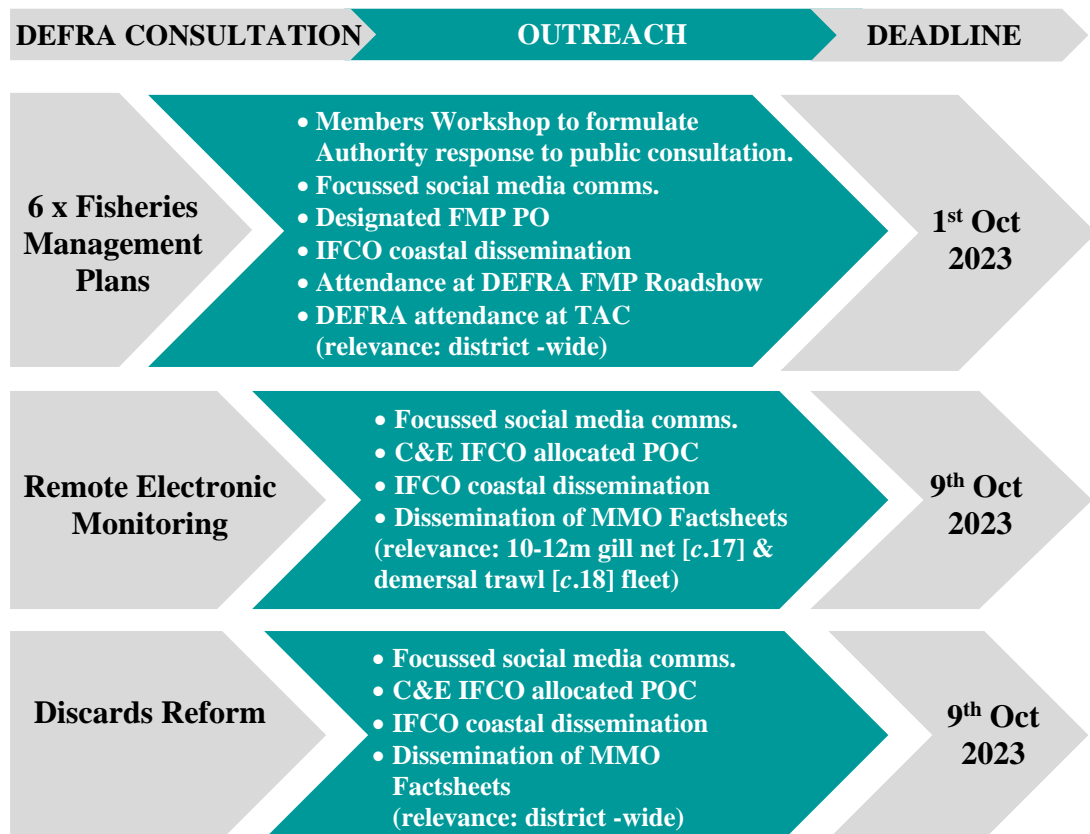 DEFRA CONSULTATION
OUTREACH
DEADLINE
6 x Fisheries
Management
Plans
• Members Workshop to formulate
Authority response to public consultation.
• Focussed social media comms.
• Designated FMP PO
• IFCO coastal dissemination
• Attendance at DEFRA FMP Roadshow
• DEFRA attendance at TAC
(relevance: district -wide)
1st Oct
2023
Remote Electronic
Monitoring
• Focussed social media comms.
• C&E IFCO allocated POC
• IFCO coastal dissemination
• Dissemination of MMO Factsheets
(relevance: 10-12m gill net [c.17] &
demersal trawl [c.18] fleet)
9th Oct
2023
Discards Reform
• Focussed social media comms.
• C&E IFCO allocated POC
• IFCO coastal dissemination
• Dissemination of MMO
Factsheets
(relevance: district -wide)
9th Oct
2023